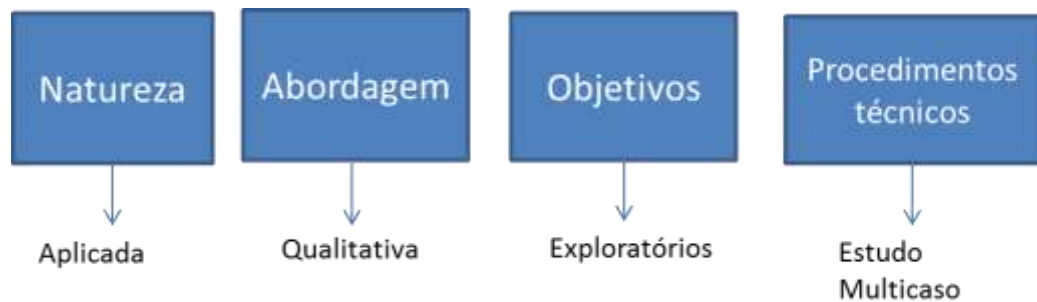 Natureza
Abordagem
Objetivos
Procedimentos
técnicos
Aplicada
Qualitativa
Exploratórios
Estudo
Multicaso